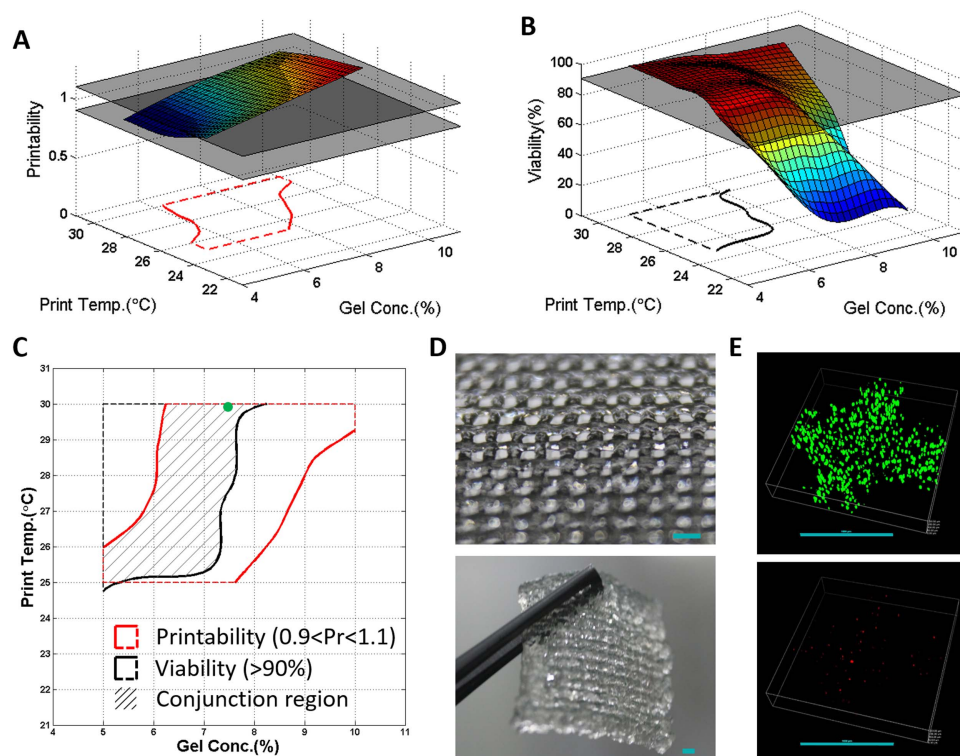 A
B
Printability
1
0.5
0
30
28
26
24
22
4
6
8
10
Print Temp.(°C)
Gel Conc.(%)
Viability(%)
100
80
60
40
20
0
30
28
26
24
22
4
6
8
10
Print Temp.(°C)
Gel Conc.(%)
C
D
E
Print Temp.(°C)
31
30
29
28
27
26
25
24
23
22
21
4
5
6
7
8
9
10
11
Gel Conc.(%)
Printability (0.9<Pr<1.1)
Viability (>90%)
Conjunction region